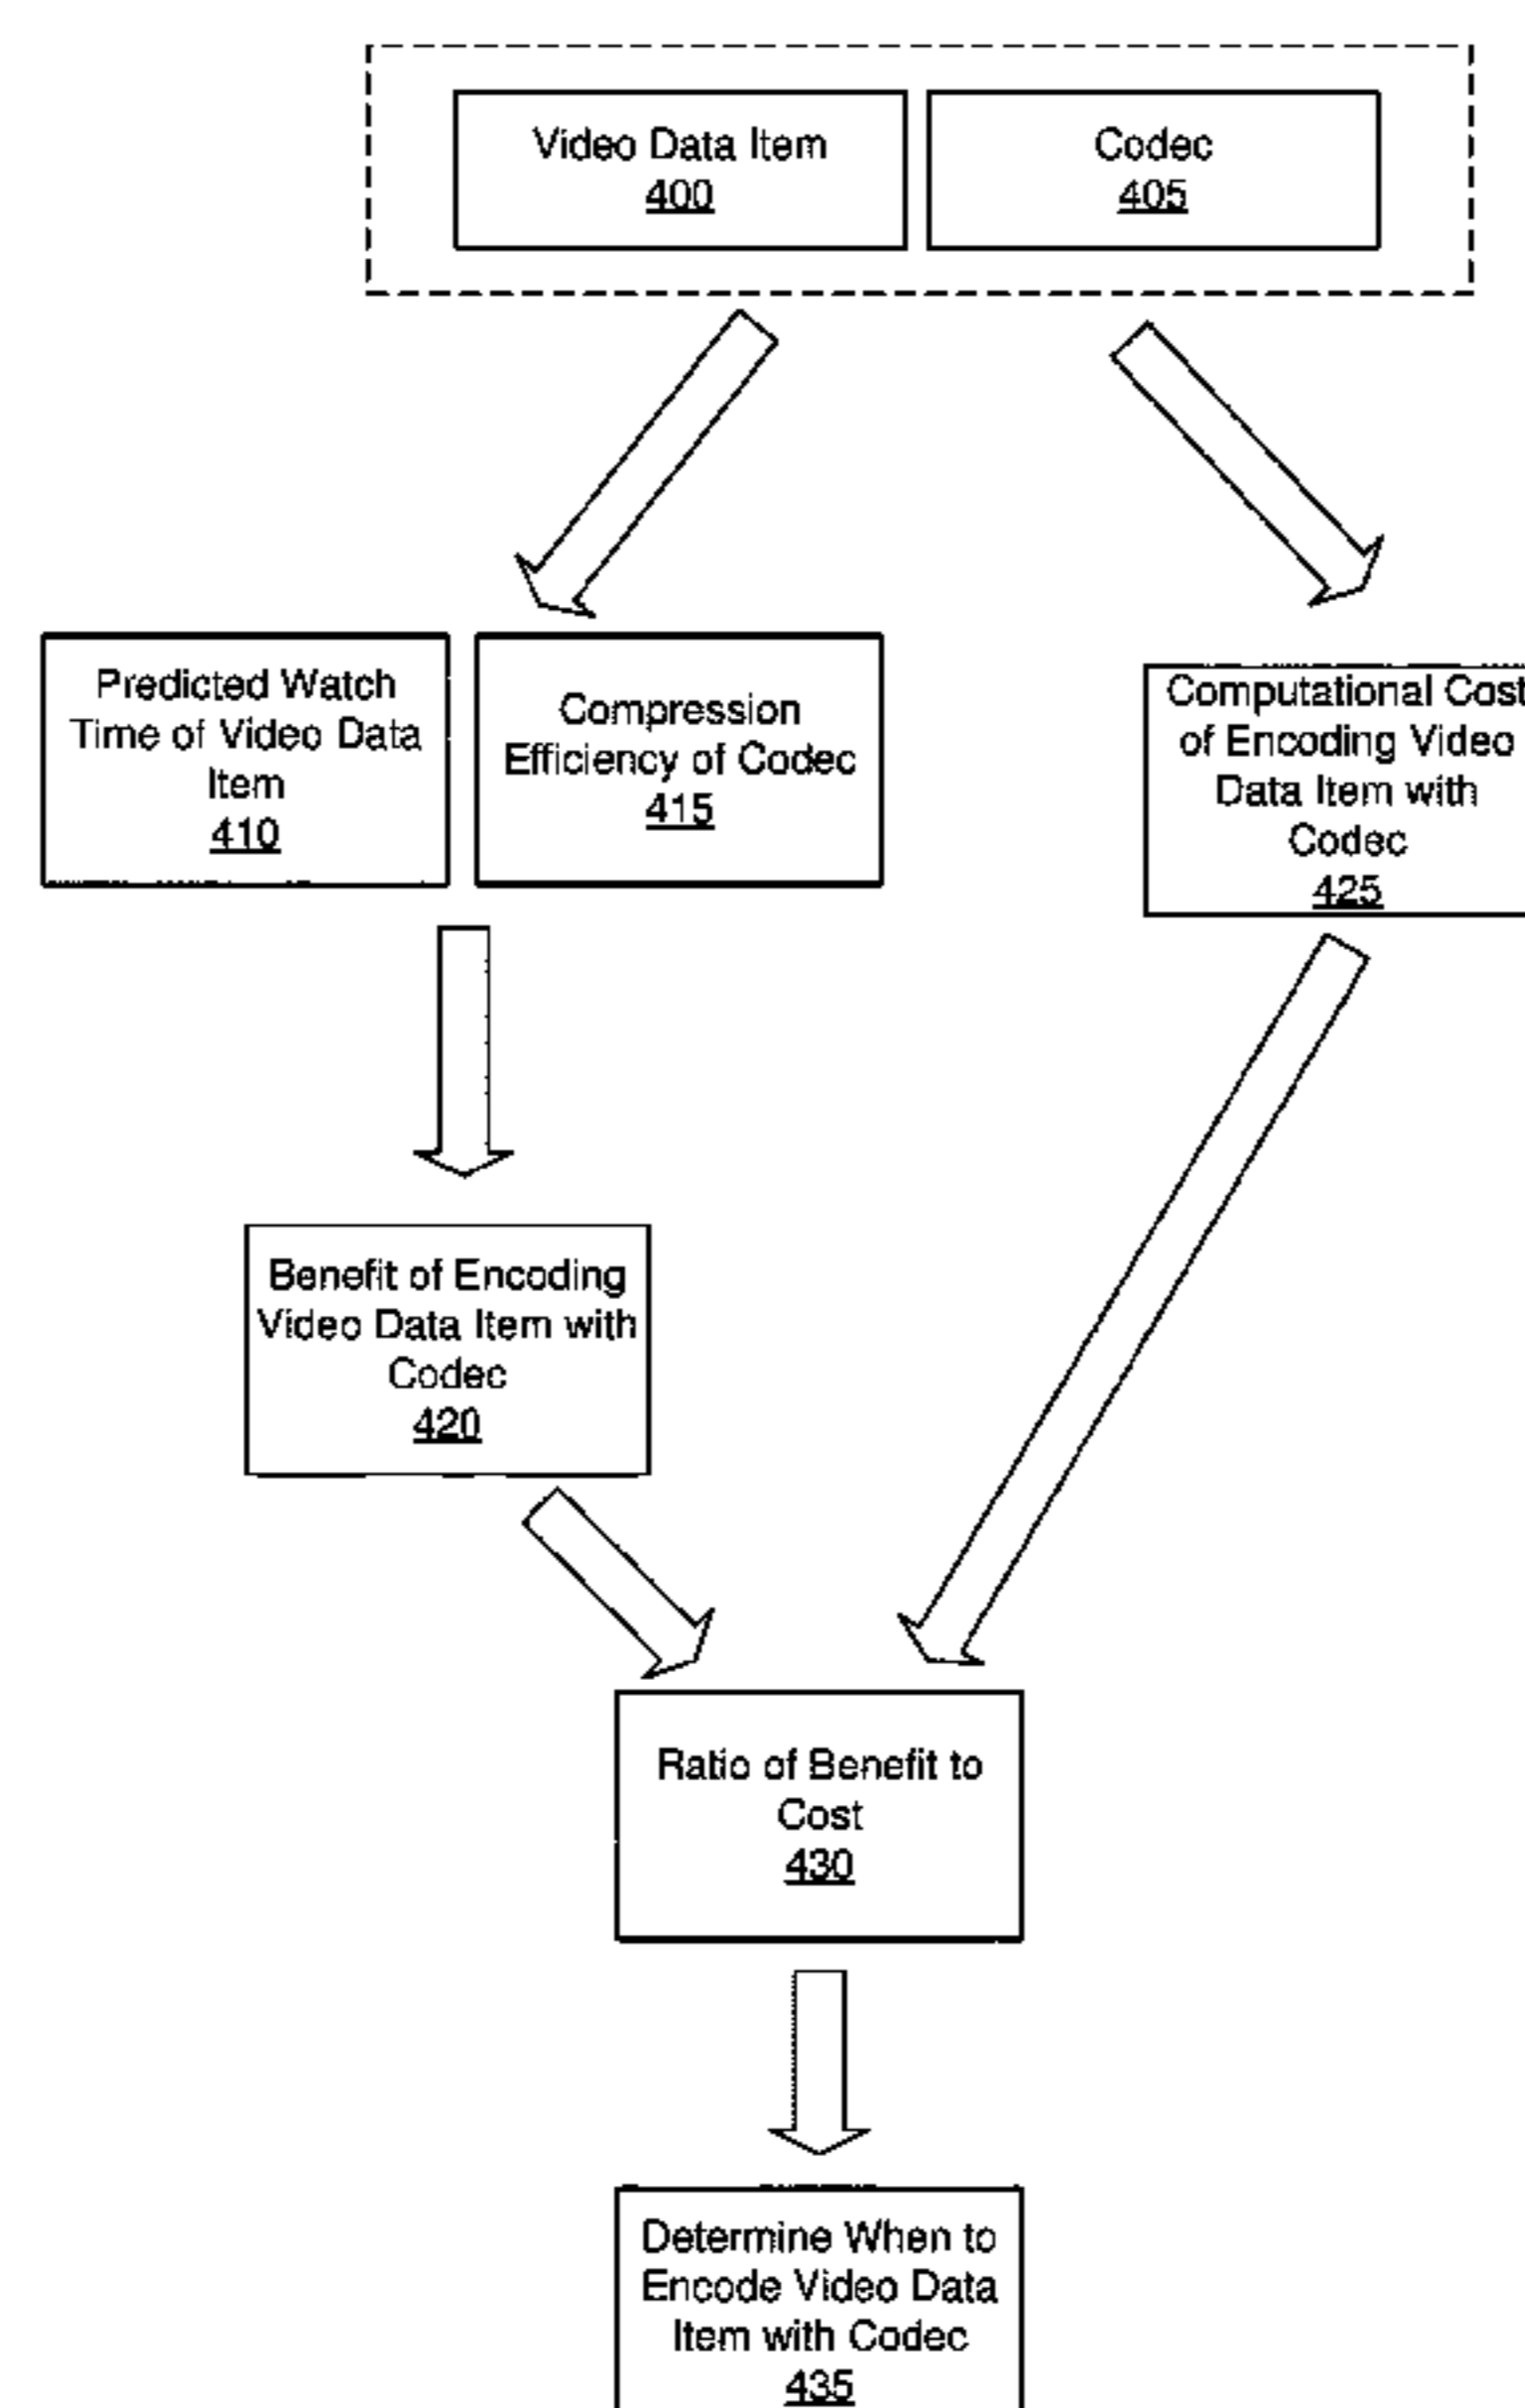 Video Data Item
400
Codec
405
Predicted Watch
Time of Video Data
Item
410
Compression
Efficiency of Codec
415
Computational Cost
of Encoding Video
Data Item with
Codec
425
Benefit of Encoding
Video Data Item with
Codec
420
Ratio of Benefit to
Cost
430
Determine When to
Encode Video Data
Item with Codec
435